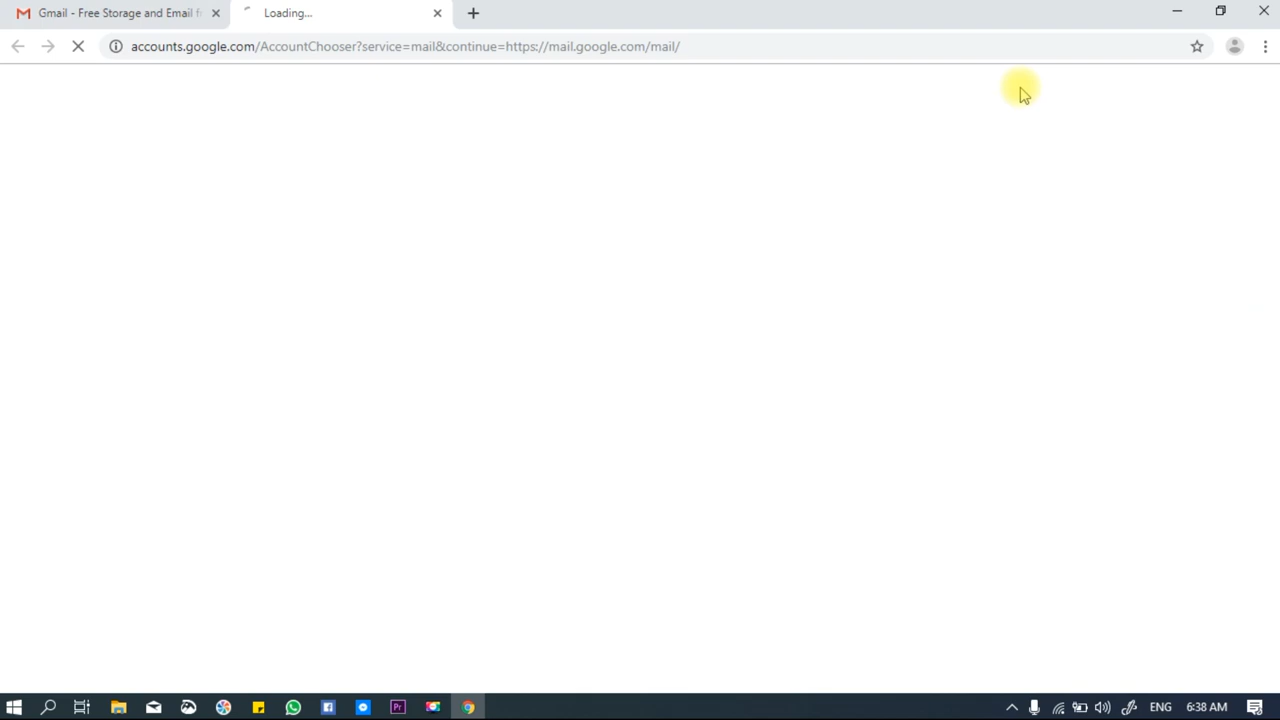 Gmail - Free Storage and Email f
Loading...
accounts.google.com/AccountChooser?service=mail&continue=https://mail.google.com/mail/
Pr
ENG
6:38 AM